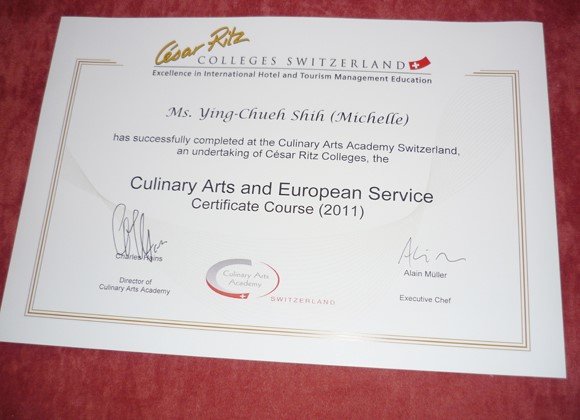 César Ritz
COLLEGES SWITZERLAND
Excellence in International Hotel and Tourism Management Education
Ms. Ying-Chueh Shih (Michelle)
has successfully completed at the Culinary Arts Academy Switzerland,
an undertaking of César Ritz Colleges, the
Culinary Arts and European Service
Certificate Course (2011)
Charles
Director of
Culinary Arts Academy
Culinary Arts
Academy
SWITZERLAND
Alain Müller
Executive Chef